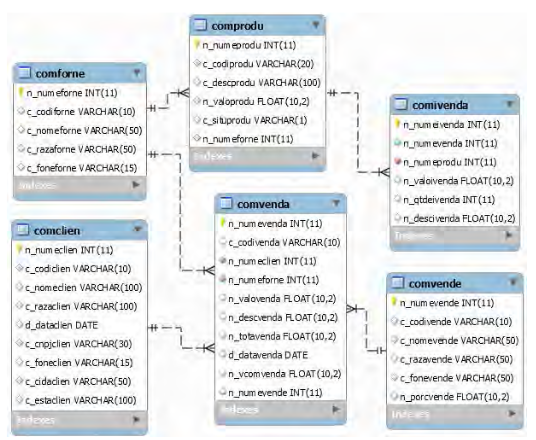 comprodu
n_numeprodu INT(11)
c_codiprodu VARCHAR(20)
c_descprodu VARCHAR(100)
n_valoprodu FLOAT(10,2)
c_situprodu VARCHAR(1)
n_numeforne INT(11)
Indexes
comforne
n_numeforne INT(11)
c_codiforne VARCHAR(10)
c_nomeforne VARCHAR(50)
c_razaforne VARCHAR(50)
c_foneforne VARCHAR(15)
Indexes
comivenda
n_numeivenda INT(11)
n_numevenda INT(11)
n_numeprodu INT(11)
n_valoivenda FLOAT(10,2)
n_qtdeivenda INT(11)
n_descivenda FLOAT(10,2)
Indexes
comvenda
n_numevenda INT(11)
c_codivenda VARCHAR(10)
n_numeclien INT(11)
n_numeforne INT(11)
n_valovenda FLOAT(10,2)
n_descvenda FLOAT(10,2)
n_totavenda FLOAT(10,2)
d_datavenda DATE
n_vcomvenda FLOAT(10,2)
n_numevende INT(11)
Indexes
comclien
n_numeclien INT(11)
c_codiclien VARCHAR(10)
c_nomeclien VARCHAR(100)
c_razaclien VARCHAR(100)
d_dataclien DATE
c_cnpjclien VARCHAR(30)
c_foneclien VARCHAR(15)
c_cidaclien VARCHAR(50)
c_estaclien VARCHAR(100)
Indexes
comvende
n_numevende INT(11)
c_codivende VARCHAR(10)
c_nomevende VARCHAR(50)
c_razavende VARCHAR(50)
c_fonevende VARCHAR(50)
n_porcvende FLOAT(10,2)
Indexes